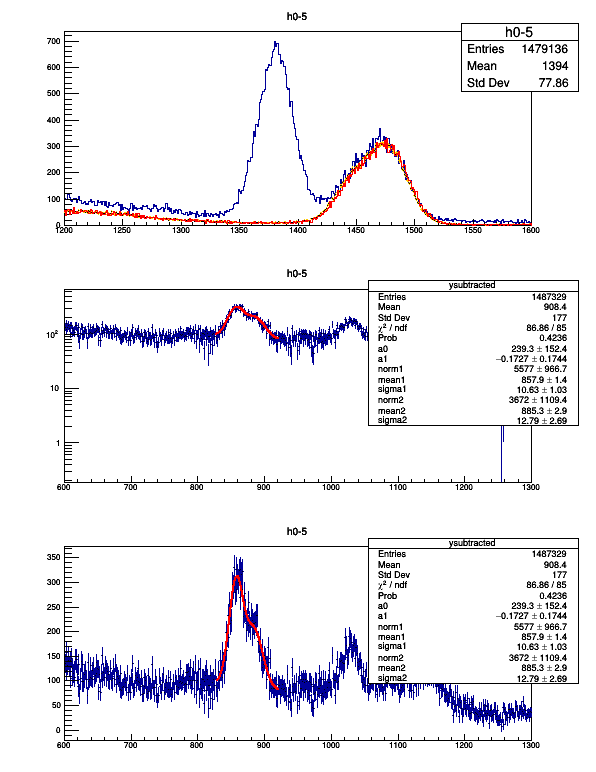 h0-5
h0-5
Entries 1479136
Mean 1394
Std Dev 77.86
700
600
500
400
300
200
100
0
1200 1250 1300 1350 1400 1450 1500 1550 1600
h0-5
ysubtracted
Entries 1487329
Mean 908.4
Std Dev 177
χ² / ndf 86.86 / 85
Prob 0.4236
a0 239.3 ± 152.4
a1 −0.1727 ± 0.1744
norm1 5577 ± 966.7
mean1 857.9 ± 1.4
sigma1 10.63 ± 1.03
norm2 3672 ± 1109.4
mean2 885.3 ± 2.9
sigma2 12.79 ± 2.69
10²
10
1
600 700 800 900 1000 1100 1200 1300
h0-5
ysubtracted
Entries 1487329
Mean 908.4
Std Dev 177
χ² / ndf 86.86 / 85
Prob 0.4236
a0 239.3 ± 152.4
a1 −0.1727 ± 0.1744
norm1 5577 ± 966.7
mean1 857.9 ± 1.4
sigma1 10.63 ± 1.03
norm2 3672 ± 1109.4
mean2 885.3 ± 2.9
sigma2 12.79 ± 2.69
350
300
250
200
150
100
50
0
600 700 800 900 1000 1100 1200 1300